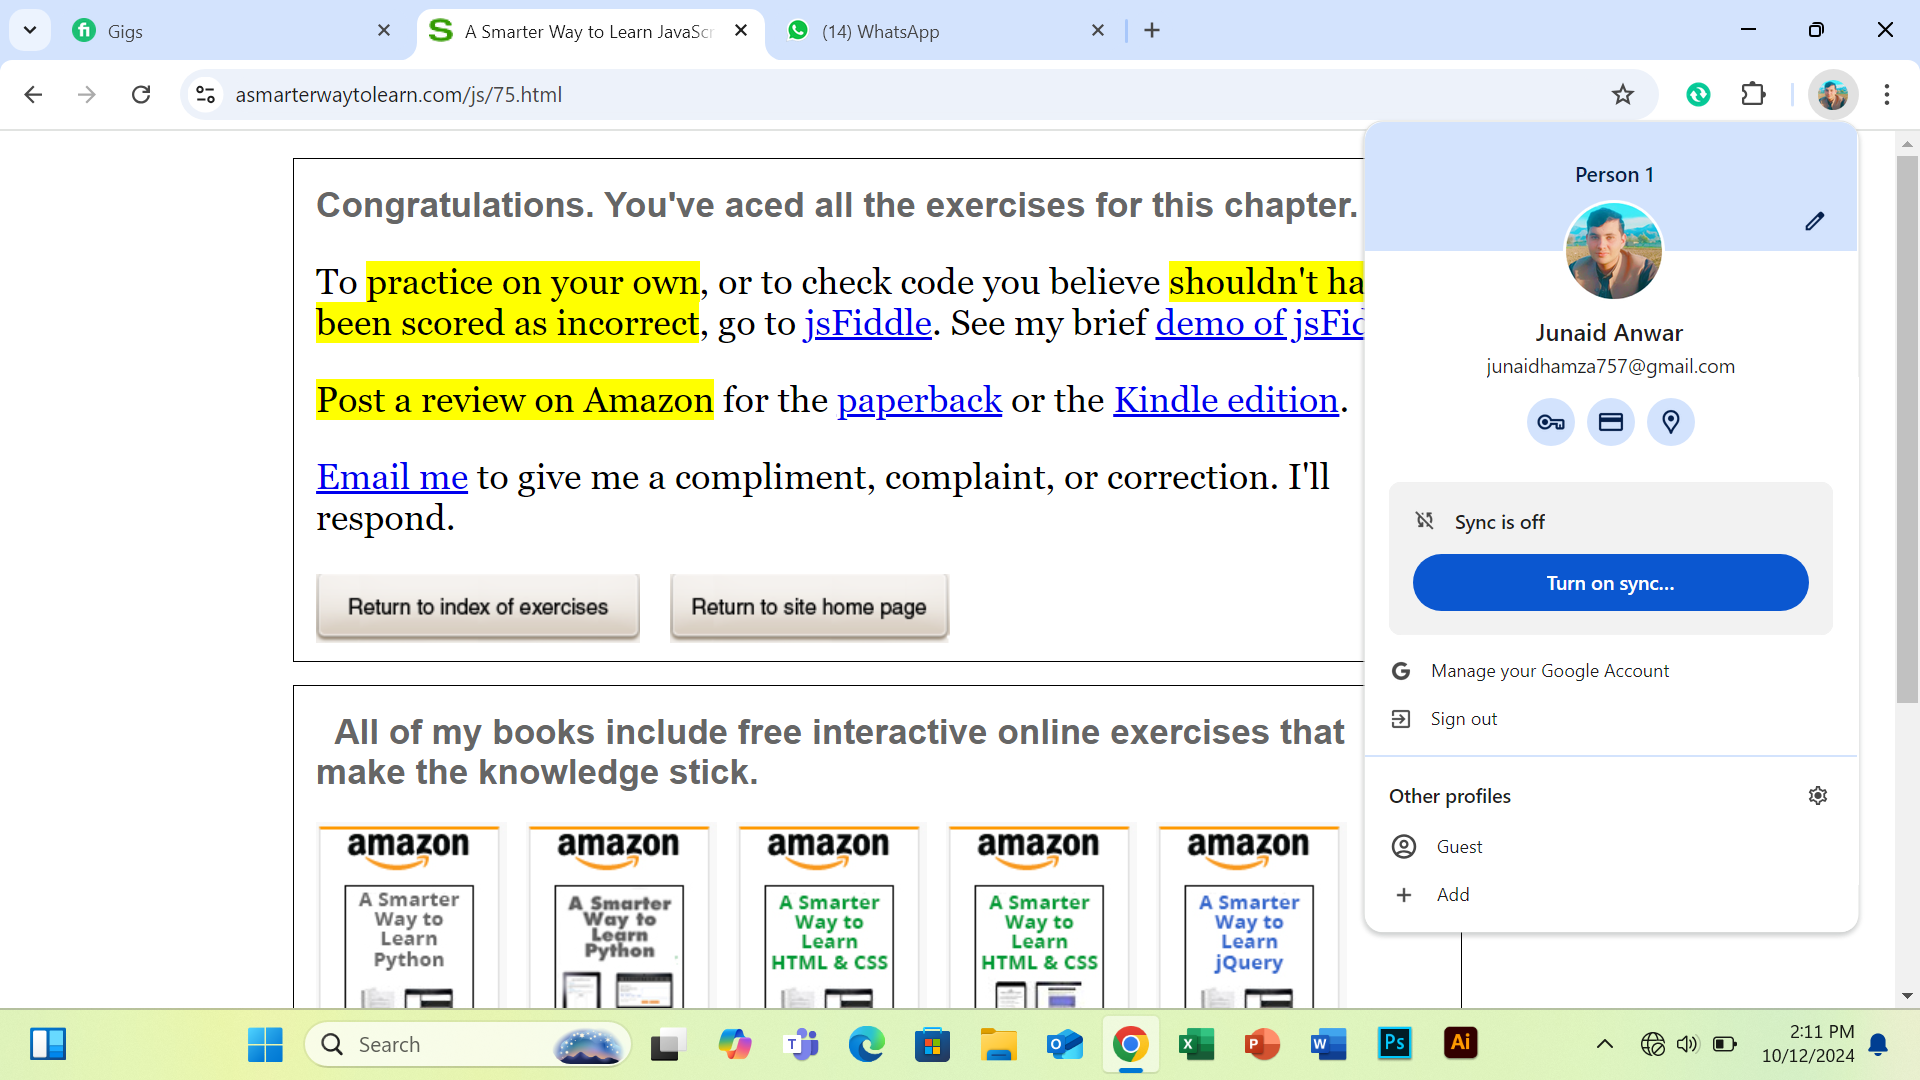 Gigs
A Smarter Way to Learn JavaScr
(14) WhatsApp
asmarterwaytolearn.com/js/75.html
Congratulations. You've aced all the exercises for this chapter.
To practice on your own, or to check code you believe shouldn't ha
been scored as incorrect, go to jsFiddle. See my brief demo of jsFid
Post a review on Amazon for the paperback or the Kindle edition.
Email me to give me a compliment, complaint, or correction. I'll
respond.
Return to index of exercises
Return to site home page
All of my books include free interactive online exercises that
make the knowledge stick.
amazon
A Smarter
Way to
Learn
Python
amazon
A Smarter
Way to
Learn
Python
amazon
A Smarter
Way to
Learn
HTML & CSS
amazon
A Smarter
Way to
Learn
HTML & CSS
amazon
A Smarter
Way to
Learn
jQuery
Person 1
Junaid Anwar
junaidhamza757@gmail.com
Sync is off
Turn on sync...
Manage your Google Account
Sign out
Other profiles
Guest
Add
Search
Ps
Ai
2:11 PM
10/12/2024